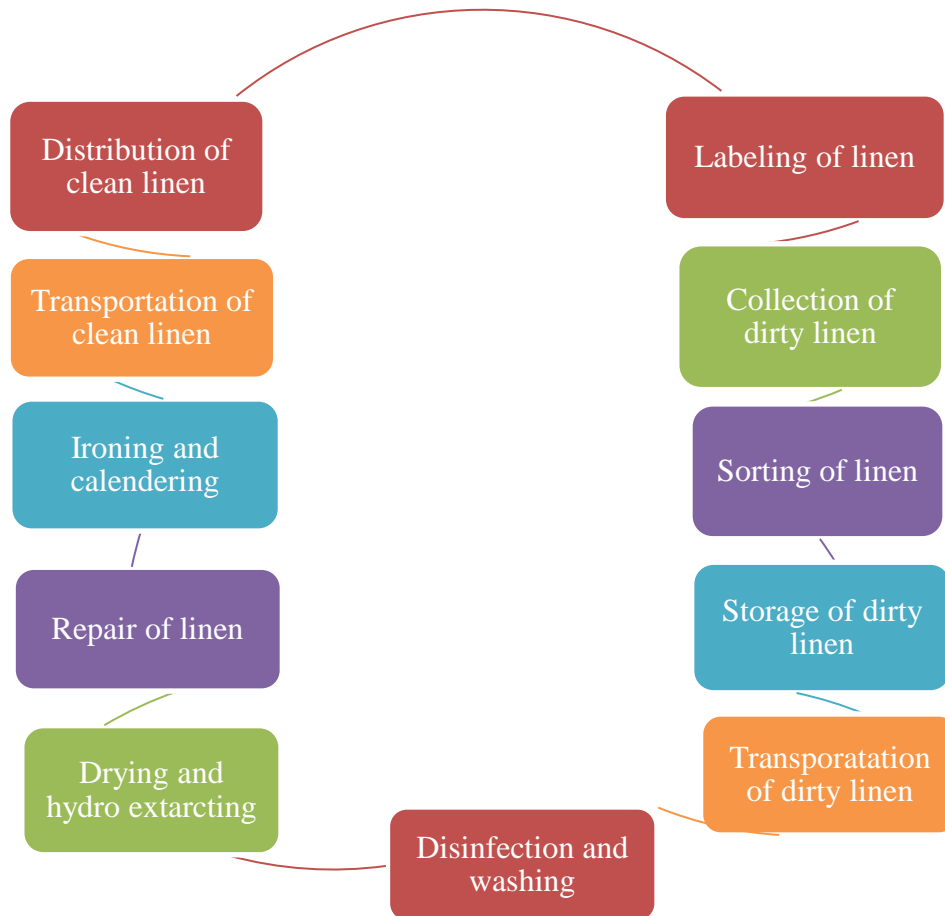 Distribution of
clean linen
Labeling of linen
Transportation of
clean linen
Collection of
dirty linen
Ironing and
calendering
Sorting of linen
Repair of linen
Storage of dirty
linen
Drying and
hydro extarcting
Transporatation
of dirty linen
Disinfection and
washing